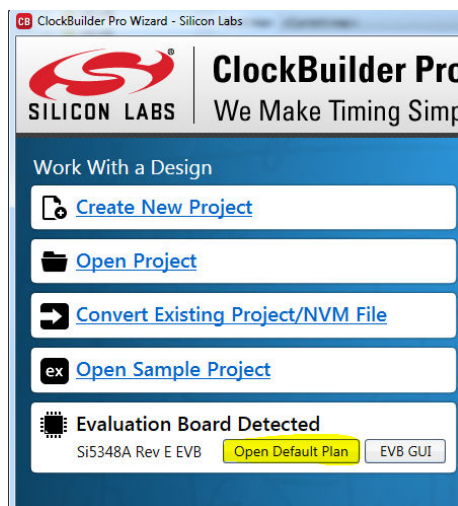 CB ClockBuilder Pro Wizard - Silicon Labs
SILICON LABS
ClockBuilder Pro
We Make Timing Simp
Work With a Design
Create New Project
Open Project
Convert Existing Project/NVM File
ex Open Sample Project
Evaluation Board Detected
Si5348A Rev E EVB Open Default Plan EVB GUI